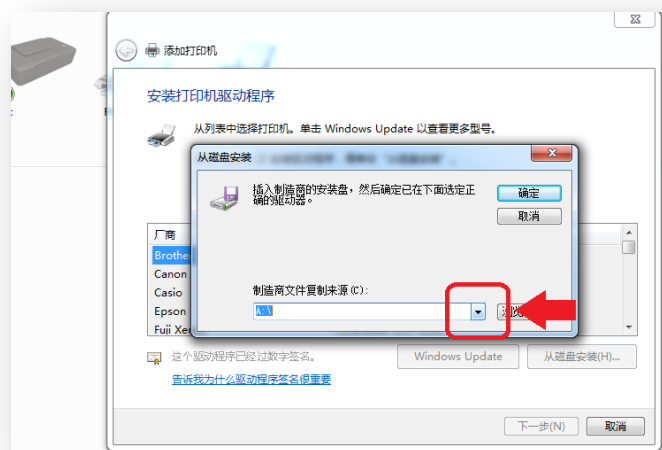 添加打印机
安装打印机驱动程序
从列表中选择打印机。单击 Windows Update 以查看更多型号。
从磁盘安装
插入制造商的安装盘，然后确定已在下面选定正
确的驱动器。
确定
取消
厂商
Brothe
Canon
Casio
Epson
Fuji Xe
制造商文件复制来源(C):
A:\
浏览
这个驱动程序已经过数字签名。
告诉我为什么驱动程序签名很重要
Windows Update
从磁盘安装(H)...
下一步(N)
取消